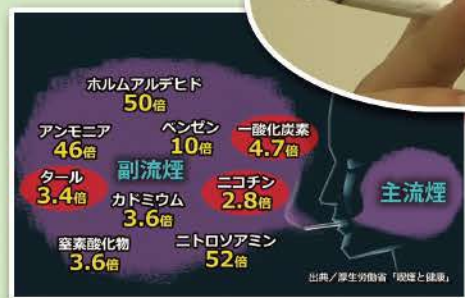 ホルムアルデヒド
50倍
アンモニア
46倍
ベンゼン
10倍
一酸化炭素
4.7倍
タール
3.4倍
副流煙
ニコチン
2.8倍
カドミウム
3.6倍
窒素酸化物
3.6倍
ニトロソアミン
52倍
主流煙
出典/厚生労働省「喫煙と健康」